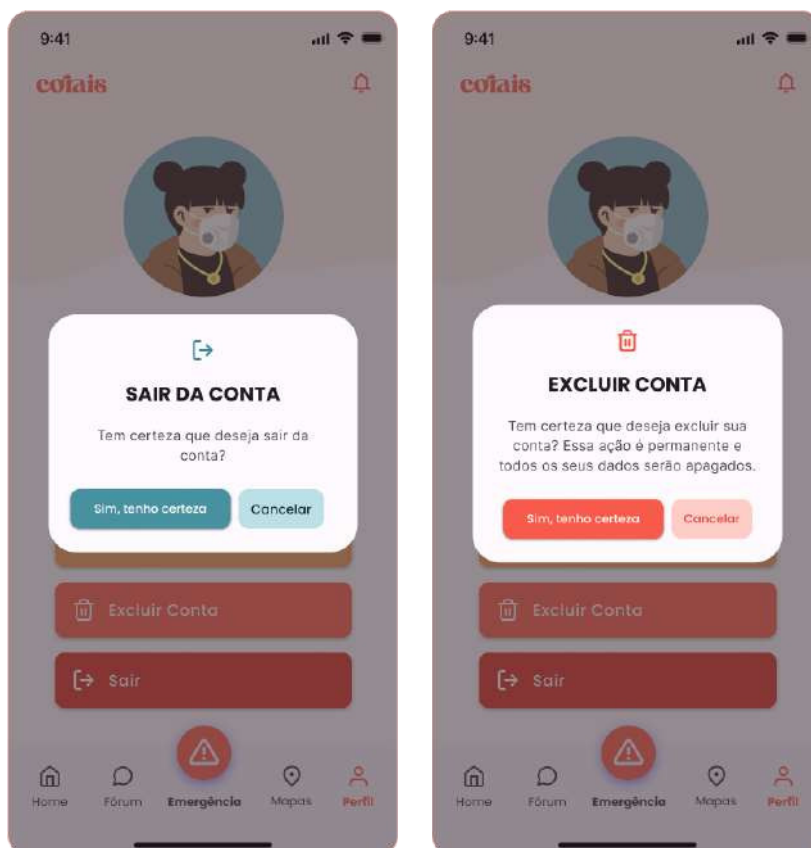 9:41
cotais
SAIR DA CONTA
Tem certeza que deseja sair da
conta?
Sim, tenho certeza
Cancelar
Excluir Conta
Sair
Home
Fórum
Emergência
Mapas
Perfil
9:41
cotais
EXCLUIR CONTA
Tem certeza que deseja excluir sua
conta? Essa ação é permanente e
todos os seus dados serão apagados.
Sim, tenho certeza
Cancelar
Excluir Conta
Sair
Home
Fórum
Emergência
Mapas
Perfil